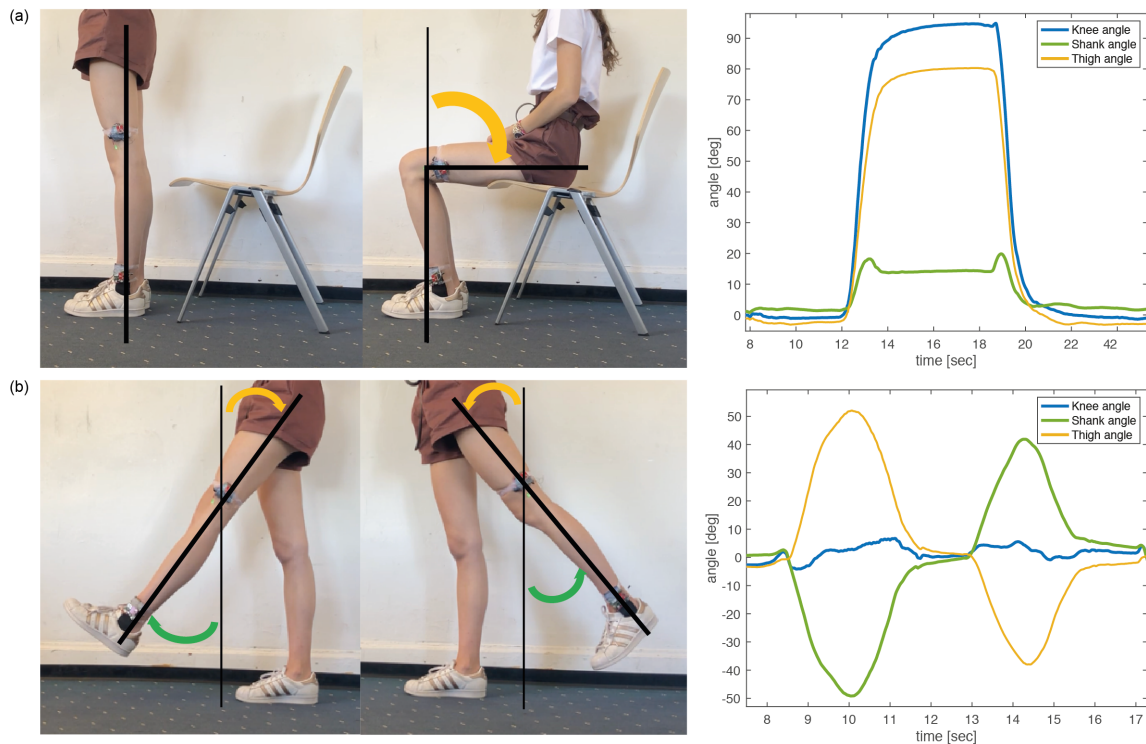 (a)
90
80
70
60
50
40
30
20
10
0
angle [deg]
8 10 12 14 16 18 20 22 42
time [sec]
Knee angle
Shank angle
Thigh angle
(b)
50
40
30
20
10
0
-10
-20
-30
-40
-50
angle [deg]
8 9 10 11 12 13 14 15 16 17
time [sec]
Knee angle
Shank angle
Thigh angle